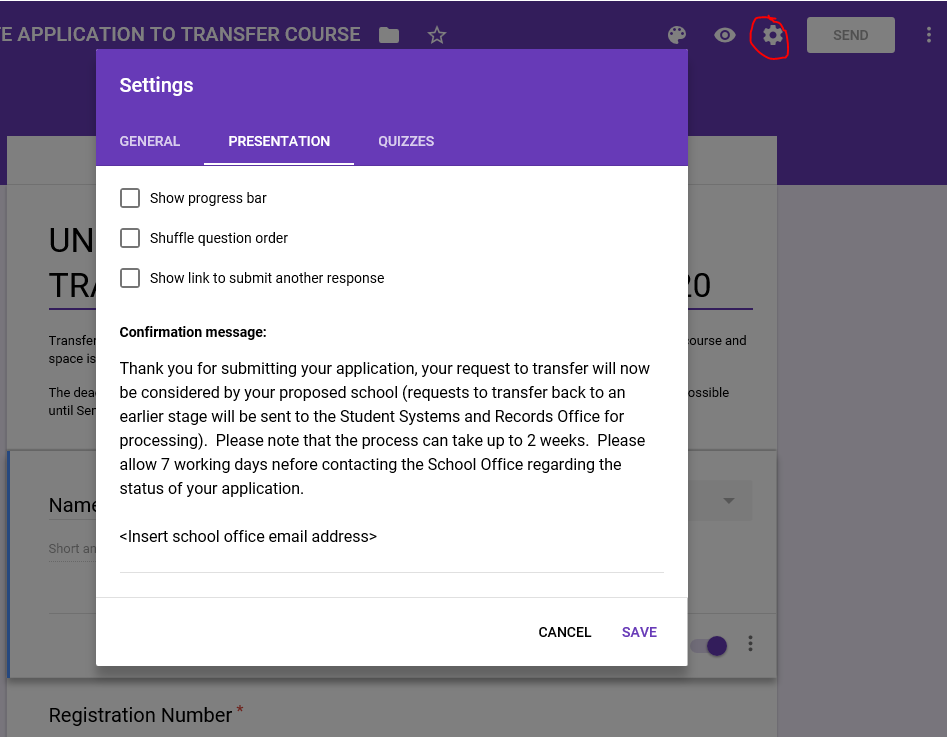 E APPLICATION TO TRANSFER COURSE
SEND
Settings
GENERAL PRESENTATION QUIZZES
Show progress bar
Shuffle question order
Show link to submit another response
UN
TRA 20
Confirmation message:
Transfer ourse and
space is
Thank you for submitting your application, your request to transfer will now
be considered by your proposed school (requests to transfer back to an
earlier stage will be sent to the Student Systems and Records Office for
processing).  Please note that the process can take up to 2 weeks.  Please
allow 7 working days nefore contacting the School Office regarding the
status of your application.
The dea ossible
until Sen
Name
Short an
<Insert school office email address>
CANCEL SAVE
Registration Number *